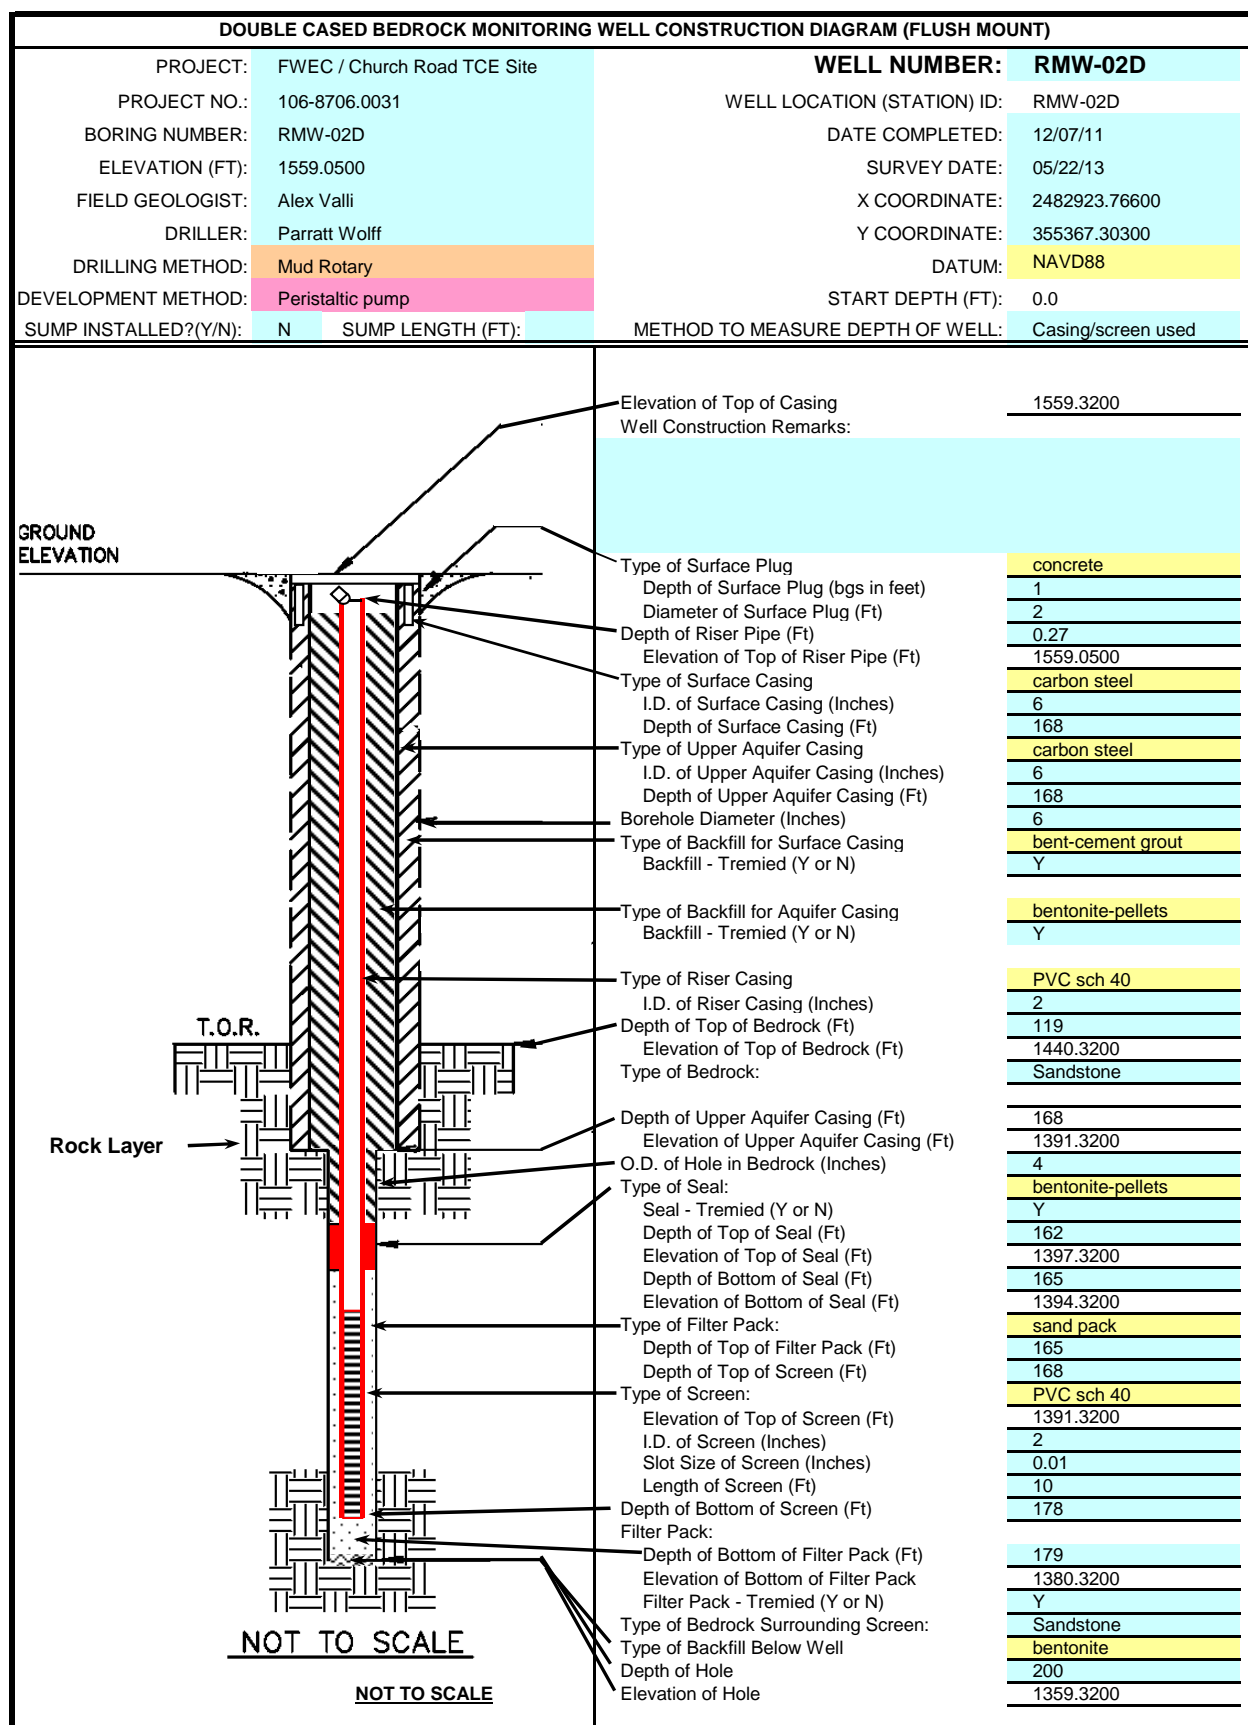 DOUBLE CASED BEDROCK MONITORING WELL CONSTRUCTION DIAGRAM (FLUSH MOUNT)
PROJECT: FWEC / Church Road TCE Site WELL NUMBER: RMW-02D
PROJECT NO.: 106-8706.0031 WELL LOCATION (STATION) ID: RMW-02D
BORING NUMBER: RMW-02D DATE COMPLETED: 12/07/11
ELEVATION (FT): 1559.0500 SURVEY DATE: 05/22/13
FIELD GEOLOGIST: Alex Valli X COORDINATE: 2482923.76600
DRILLER: Parratt Wolff Y COORDINATE: 355367.30300
DRILLING METHOD: Mud Rotary DATUM: NAVD88
DEVELOPMENT METHOD: Peristaltic pump START DEPTH (FT): 0.0
SUMP INSTALLED?(Y/N): N SUMP LENGTH (FT): METHOD TO MEASURE DEPTH OF WELL: Casing/screen used
Elevation of Top of Casing 1559.3200
Well Construction Remarks:
GROUND
ELEVATION
Type of Surface Plug concrete
Depth of Surface Plug (bgs in feet) 1
Diameter of Surface Plug (Ft) 2
Depth of Riser Pipe (Ft) 0.27
Elevation of Top of Riser Pipe (Ft) 1559.0500
Type of Surface Casing carbon steel
I.D. of Surface Casing (Inches) 6
Depth of Surface Casing (Ft) 168
Type of Upper Aquifer Casing carbon steel
I.D. of Upper Aquifer Casing (Inches) 6
Depth of Upper Aquifer Casing (Ft) 168
Borehole Diameter (Inches) 6
Type of Backfill for Surface Casing bent-cement grout
Backfill - Tremied (Y or N) Y
Type of Backfill for Aquifer Casing bentonite-pellets
Backfill - Tremied (Y or N) Y
Type of Riser Casing PVC sch 40
I.D. of Riser Casing (Inches) 2
T.O.R.
Depth of Top of Bedrock (Ft) 119
Elevation of Top of Bedrock (Ft) 1440.3200
Type of Bedrock: Sandstone
Depth of Upper Aquifer Casing (Ft) 168
Rock Layer
Elevation of Upper Aquifer Casing (Ft) 1391.3200
O.D. of Hole in Bedrock (Inches) 4
Type of Seal: bentonite-pellets
Seal - Tremied (Y or N) Y
Depth of Top of Seal (Ft) 162
Elevation of Top of Seal (Ft) 1397.3200
Depth of Bottom of Seal (Ft) 165
Elevation of Bottom of Seal (Ft) 1394.3200
Type of Filter Pack: sand pack
Depth of Top of Filter Pack (Ft) 165
Depth of Top of Screen (Ft) 168
Type of Screen: PVC sch 40
Elevation of Top of Screen (Ft) 1391.3200
I.D. of Screen (Inches) 2
Slot Size of Screen (Inches) 0.01
Length of Screen (Ft) 10
Depth of Bottom of Screen (Ft) 178
Filter Pack:
Depth of Bottom of Filter Pack (Ft) 179
Elevation of Bottom of Filter Pack 1380.3200
Filter Pack - Tremied (Y or N) Y
Type of Bedrock Surrounding Screen: Sandstone
NOT TO SCALE
Type of Backfill Below Well bentonite
Depth of Hole 200
NOT TO SCALE
Elevation of Hole 1359.3200